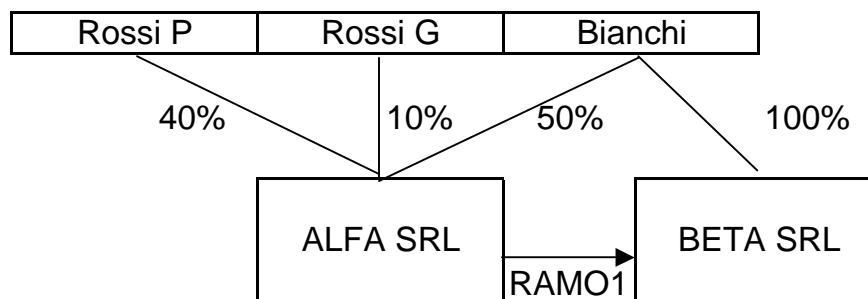 Rossi P Rossi G Bianchi
40% 10% 50% 100%
ALFA SRL BETA SRL
RAMO1